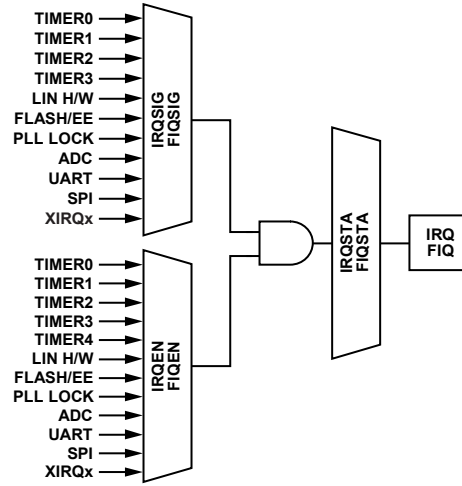 TIMER0
TIMER1
TIMER2
TIMER3
LIN H/W
FLASH/EE
PLL LOCK
ADC
UART
SPI
XIRQx
IRQSIG
FIQSIG
TIMER0
TIMER1
TIMER2
TIMER3
TIMER4
LIN H/W
FLASH/EE
PLL LOCK
ADC
UART
SPI
XIRQx
IRQEN
FIQEN
IRQSTA
FIQSTA
IRQ
FIQ